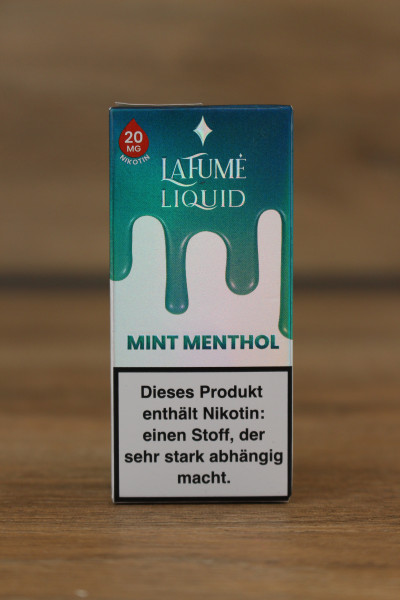 20
MG
NIKOTIN
LAFUMÉ
LIQUID
MINT MENTHOL
Dieses Produkt
enthält Nikotin:
einen Stoff, der
sehr stark abhängig
macht.